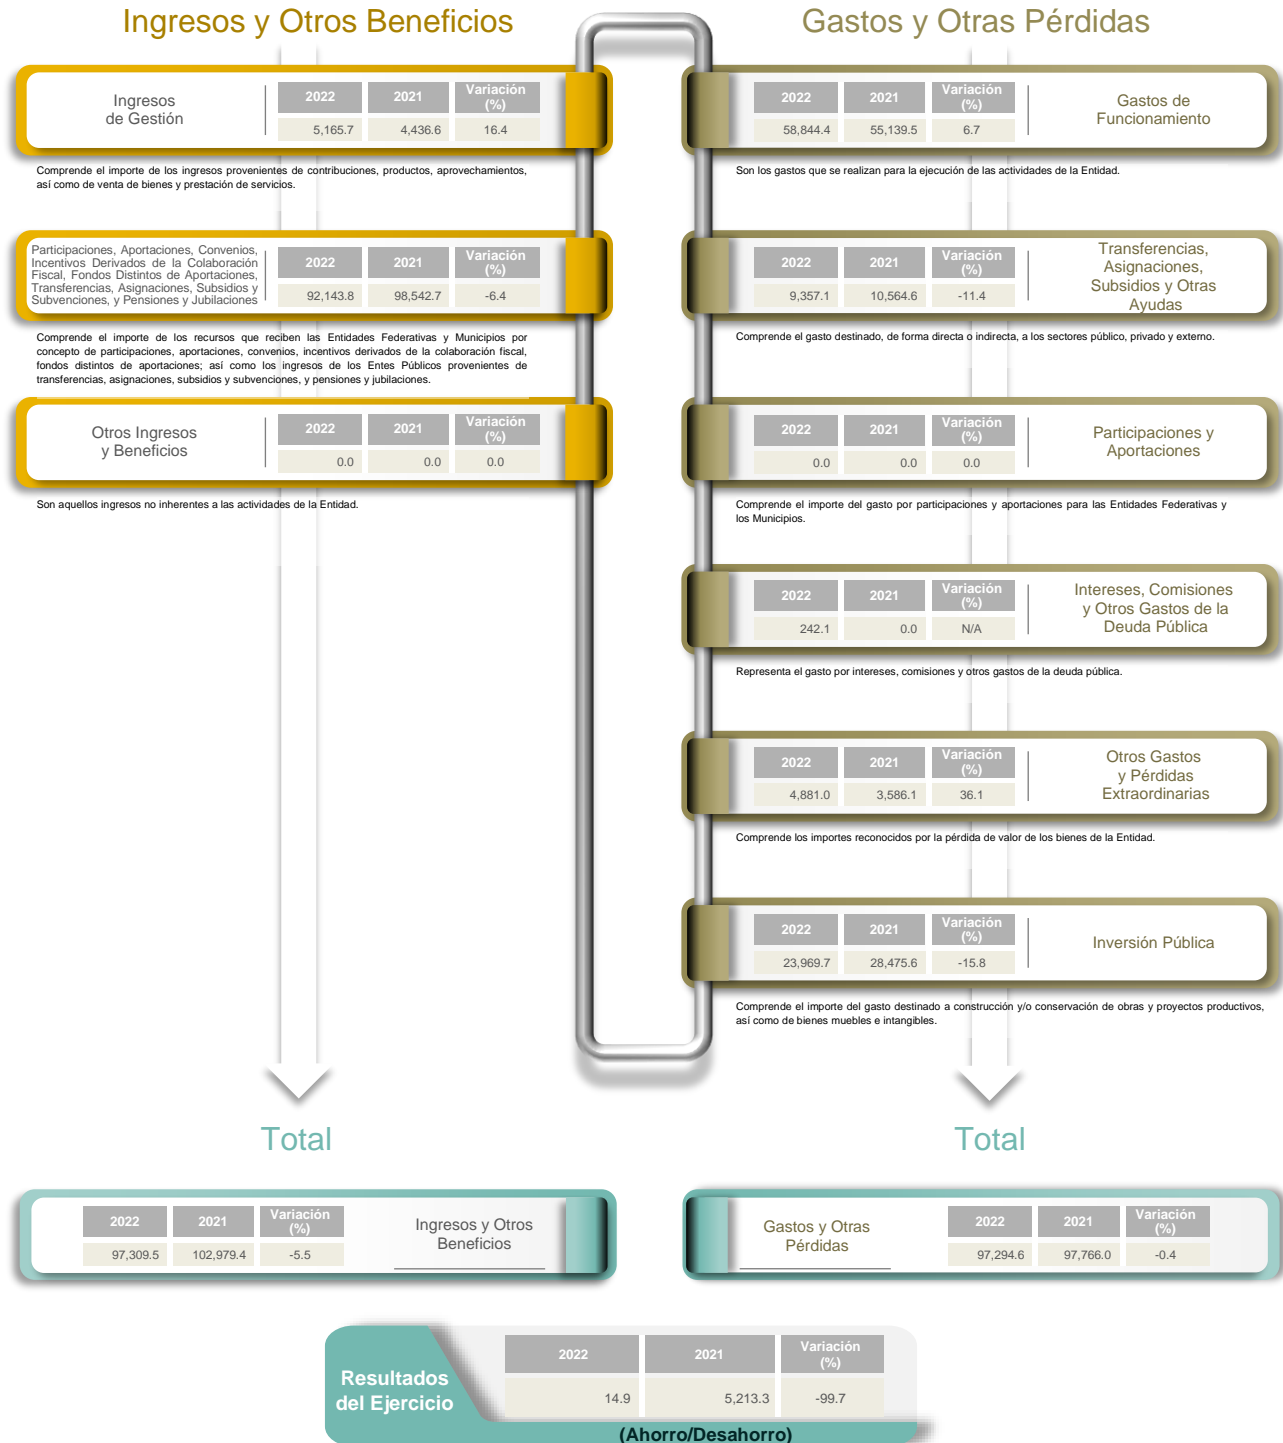 Ingresos y Otros Beneficios
Ingresos
de Gestión
2022 2021 Variación
(%)
5,165.7 4,436.6 16.4
Comprende el importe de los ingresos provenientes de contribuciones, productos, aprovechamientos,
así como de venta de bienes y prestación de servicios.
Participaciones, Aportaciones, Convenios,
Incentivos Derivados de la Colaboración
Fiscal, Fondos Distintos de Aportaciones,
Transferencias, Asignaciones, Subsidios y
Subvenciones, y Pensiones y Jubilaciones
2022 2021 Variación
(%)
92,143.8 98,542.7 -6.4
Comprende el importe de los recursos que reciben las Entidades Federativas y Municipios por
concepto de participaciones, aportaciones, convenios, incentivos derivados de la colaboración fiscal,
fondos distintos de aportaciones; así como los ingresos de los Entes Públicos provenientes de
transferencias, asignaciones, subsidios y subvenciones, y pensiones y jubilaciones.
Otros Ingresos
y Beneficios
2022 2021 Variación
(%)
0.0 0.0 0.0
Son aquellos ingresos no inherentes a las actividades de la Entidad.
Gastos y Otras Pérdidas
2022 2021 Variación
(%)
58,844.4 55,139.5 6.7
Gastos de
Funcionamiento
Son los gastos que se realizan para la ejecución de las actividades de la Entidad.
2022 2021 Variación
(%)
9,357.1 10,564.6 -11.4
Transferencias,
Asignaciones,
Subsidios y Otras
Ayudas
Comprende el gasto destinado, de forma directa o indirecta, a los sectores público, privado y externo.
2022 2021 Variación
(%)
0.0 0.0 0.0
Participaciones y
Aportaciones
Comprende el importe del gasto por participaciones y aportaciones para las Entidades Federativas y
los Municipios.
2022 2021 Variación
(%)
242.1 0.0 N/A
Intereses, Comisiones
y Otros Gastos de la
Deuda Pública
Representa el gasto por intereses, comisiones y otros gastos de la deuda pública.
2022 2021 Variación
(%)
4,881.0 3,586.1 36.1
Otros Gastos
y Pérdidas
Extraordinarias
Comprende los importes reconocidos por la pérdida de valor de los bienes de la Entidad.
2022 2021 Variación
(%)
23,969.7 28,475.6 -15.8
Inversión Pública
Comprende el importe del gasto destinado a construcción y/o conservación de obras y proyectos productivos,
así como de bienes muebles e intangibles.
Total
2022 2021 Variación
(%)
97,309.5 102,979.4 -5.5
Ingresos y Otros
Beneficios
Total
Gastos y Otras
Pérdidas
2022 2021 Variación
(%)
97,294.6 97,766.0 -0.4
Resultados
del Ejercicio
2022 2021 Variación
(%)
14.9 5,213.3 -99.7
(Ahorro/Desahorro)